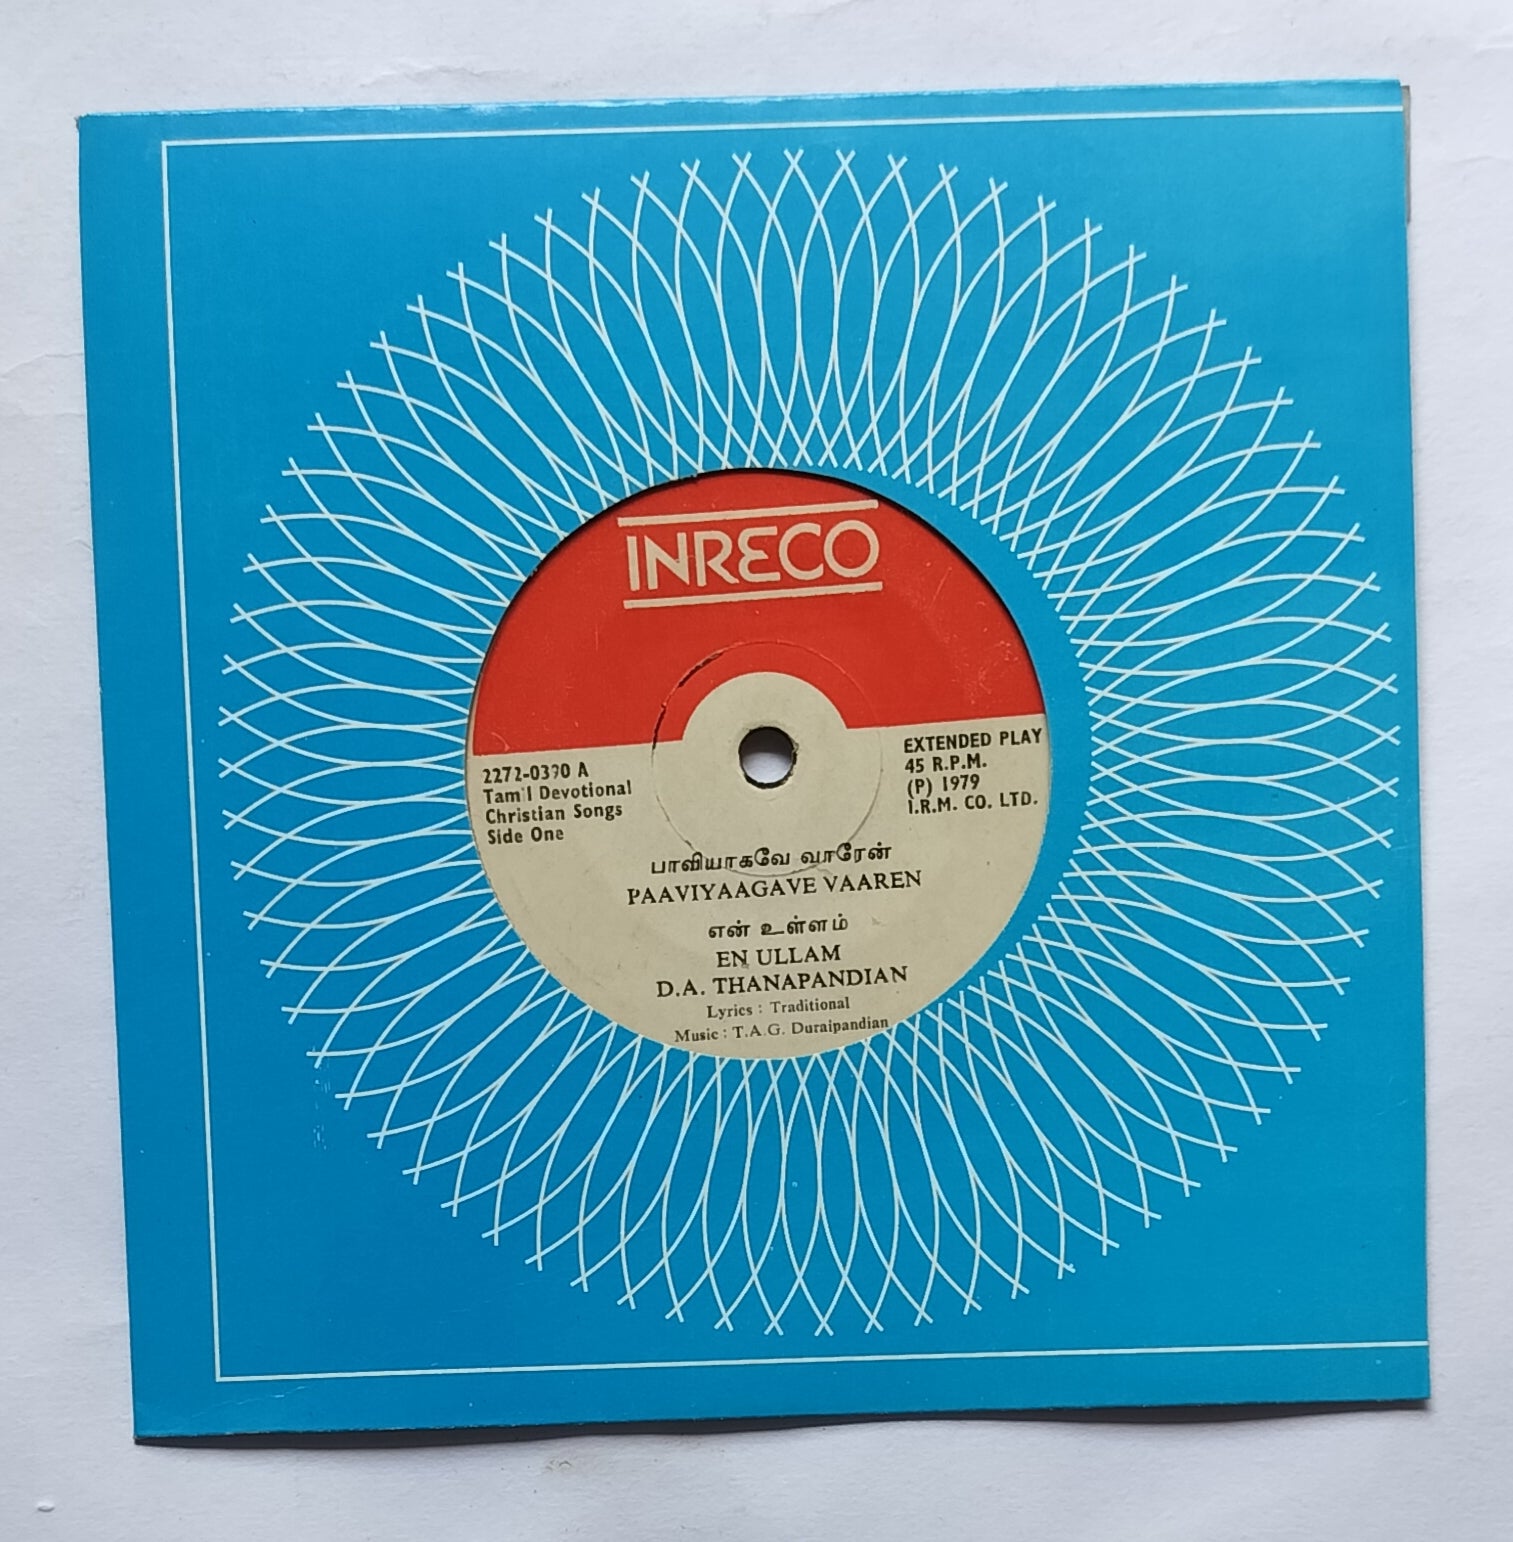 INRECO
2272-0390 A
Tamil Devotional
Christian Songs
Side One
EXTENDED PLAY
45 R.P.M.
(P) 1979
I.R.M. CO. LTD.
பாவியாகவே வாரேன்
PAAVIYAAGAVE VAAREN
என் உள்ளம்
EN ULLAM
D.A. THANAPANDIAN
Lyrics : Traditional
Music : T.A.G. Duraipandian